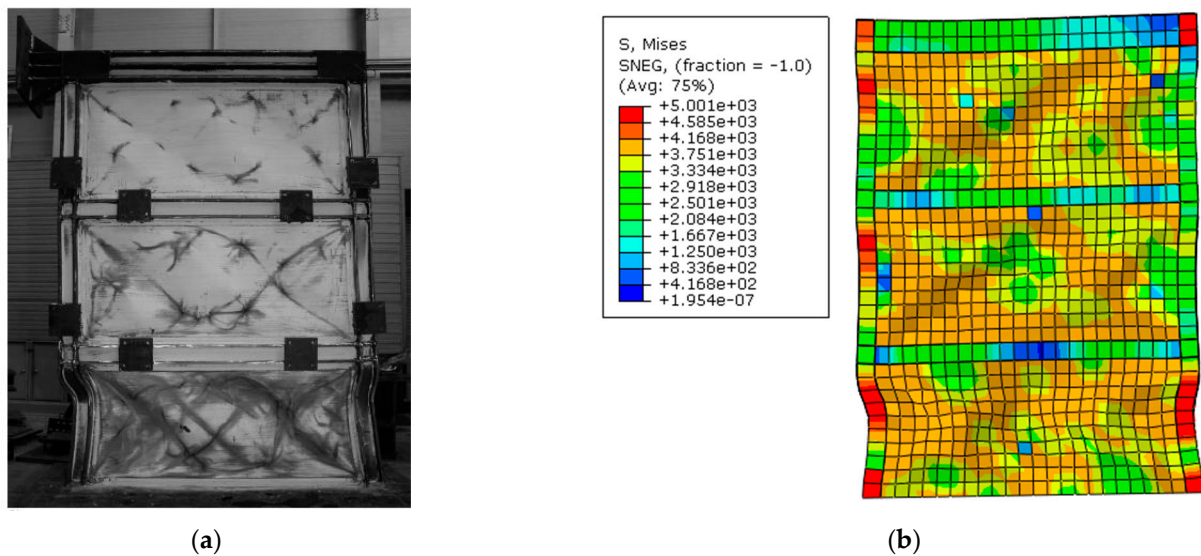 S, Mises
SNEG, (fraction = -1.0)
(Avg: 75%)
+5.001e+03
+4.585e+03
+4.168e+03
+3.751e+03
+3.334e+03
+2.918e+03
+2.501e+03
+2.084e+03
+1.667e+03
+1.250e+03
+8.336e+02
+4.168e+02
+1.954e-07
(a)
(b)